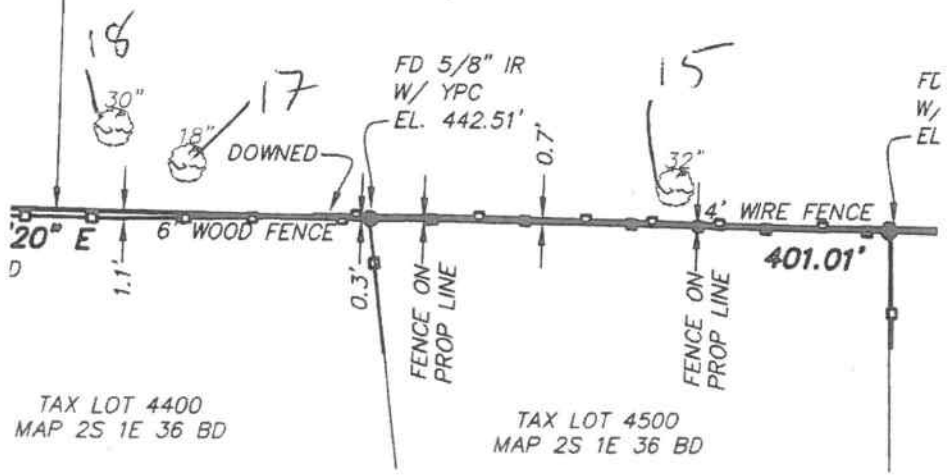 18
17
15
30"
18"
32"
FD 5/8" IR
W/ YPC
EL. 442.51'
FD
W/
EL
DOWNED
0.7'
6' WOOD FENCE
4' WIRE FENCE
'20" E
D
1.1'
0.3'
FENCE ON
PROP LINE
FENCE ON
PROP LINE
401.01'
TAX LOT 4400
MAP 2S 1E 36 BD
TAX LOT 4500
MAP 2S 1E 36 BD